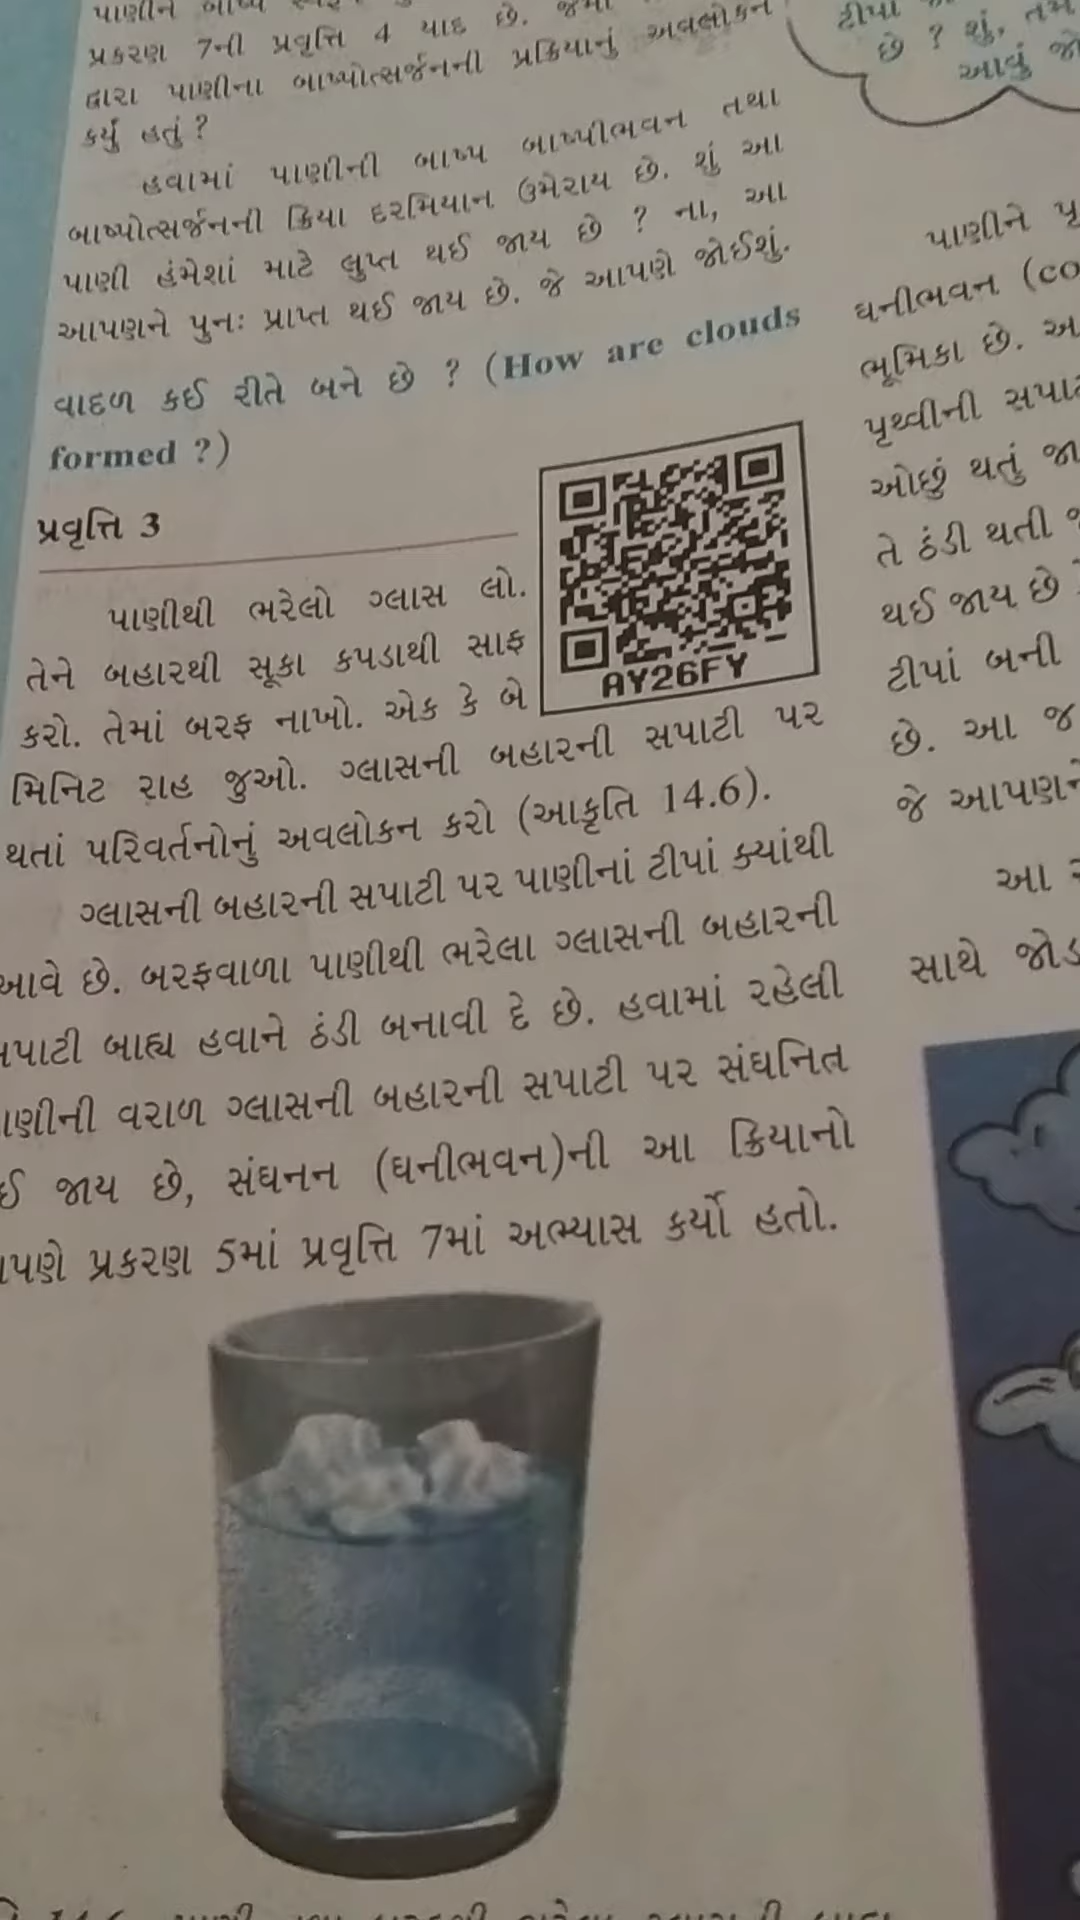 પાણીને બાષ્પ
પ્રકરણ 7ની પ્રવૃત્તિ 4 યાદ છે. જેમાં
દ્વારા પાણીના બાષ્પોત્સર્જનની પ્રક્રિયાનું અવલોકન
કર્યું હતું ?
હવામાં પાણીની બાષ્પ બાષ્પીભવન તથા
બાષ્પોત્સર્જનની ક્રિયા દરમિયાન ઉમેરાય છે. શું આ
પાણી હંમેશાં માટે લુપ્ત થઈ જાય છે ? ના, આ
આપણને પુનઃ પ્રાપ્ત થઈ જાય છે. જે આપણે જોઈશું.
વાદળ કઈ રીતે બને છે ? (How are clouds
formed ?)
પ્રવૃત્તિ 3
પાણીથી ભરેલો ગ્લાસ લો.
તેને બહારથી સૂકા કપડાથી સાફ
કરો. તેમાં બરફ નાખો. એક કે બે
મિનિટ રાહ જુઓ. ગ્લાસની બહારની સપાટી પર
થતાં પરિવર્તનોનું અવલોકન કરો (આકૃતિ 14.6).
AY26FY
ગ્લાસની બહારની સપાટી પર પાણીનાં ટીપાં ક્યાંથી
આવે છે. બરફવાળા પાણીથી ભરેલા ગ્લાસની બહારની
સપાટી બાહ્ય હવાને ઠંડી બનાવી દે છે. હવામાં રહેલી
ાણીની વરાળ ગ્લાસની બહારની સપાટી પર સંઘનિત
ઈ જાય છે, સંઘનન (ઘનીભવન)ની આ ક્રિયાનો
પણે પ્રકરણ 5માં પ્રવૃત્તિ 7માં અભ્યાસ કર્યો હતો.
ટીપાં
છે ? શું, તમે
આવું જો
પાણીને પૃ
ઘનીભવન (co
ભૂમિકા છે. આ
પૃથ્વીની સપાટ
ઓછું થતું જા
તે ઠંડી થતી જ
થઈ જાય છે
ટીપાં બની
છે. આ જ
જે આપણને
આ
સાથે જોડ